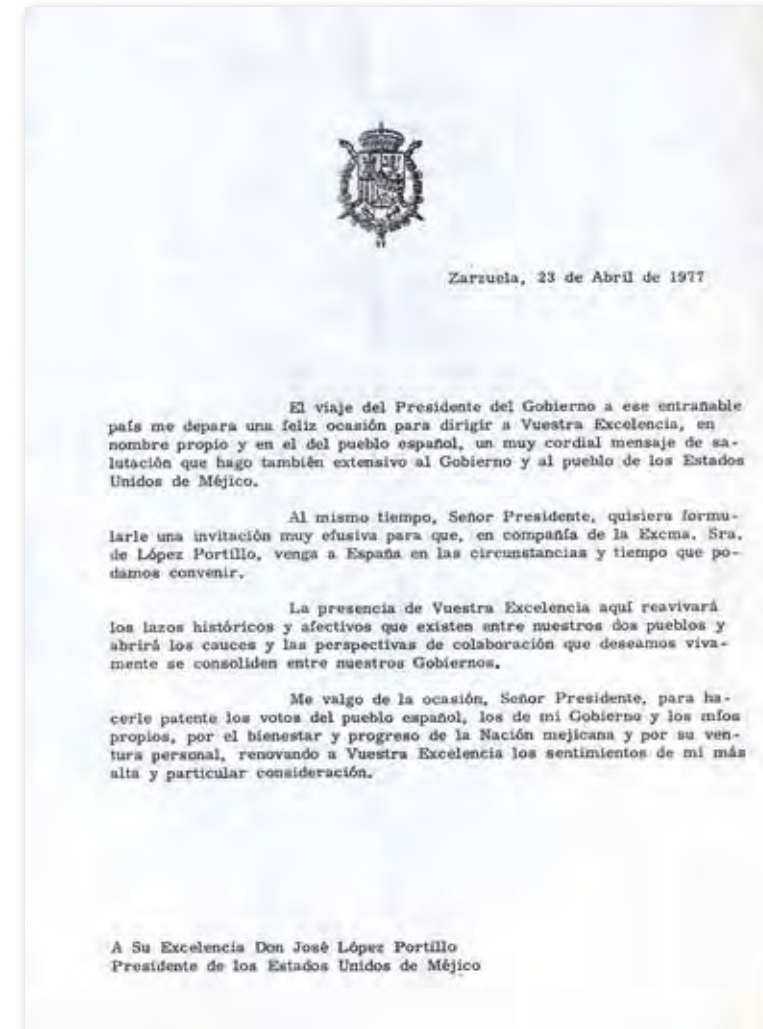 Zarzuela, 23 de Abril de 1977
El viaje del Presidente del Gobierno a ese entrañable
país me depara una feliz ocasión para dirigir a Vuestra Excelencia, en
nombre propio y en el del pueblo español, un muy cordial mensaje de sa-
lutación que hago también extensivo al Gobierno y al pueblo de los Estados
Unidos de Méjico.
Al mismo tiempo, Señor Presidente, quisiera formu-
larle una invitación muy efusiva para que, en compañía de la Excma. Sra.
de López Portillo, venga a España en las circunstancias y tiempo que po-
damos convenir.
La presencia de Vuestra Excelencia aquí reavivará
los lazos históricos y afectivos que existen entre nuestros dos pueblos y
abrirá los cauces y las perspectivas de colaboración que deseamos viva-
mente se consoliden entre nuestros Gobiernos.
Me valgo de la ocasión, Señor Presidente, para ha-
cerle patente los votos del pueblo español, los de mi Gobierno y los míos
propios, por el bienestar y progreso de la Nación mejicana y por su ven-
tura personal, renovando a Vuestra Excelencia los sentimientos de mi más
alta y particular consideración.
A Su Excelencia Don José López Portillo
Presidente de los Estados Unidos de Méjico